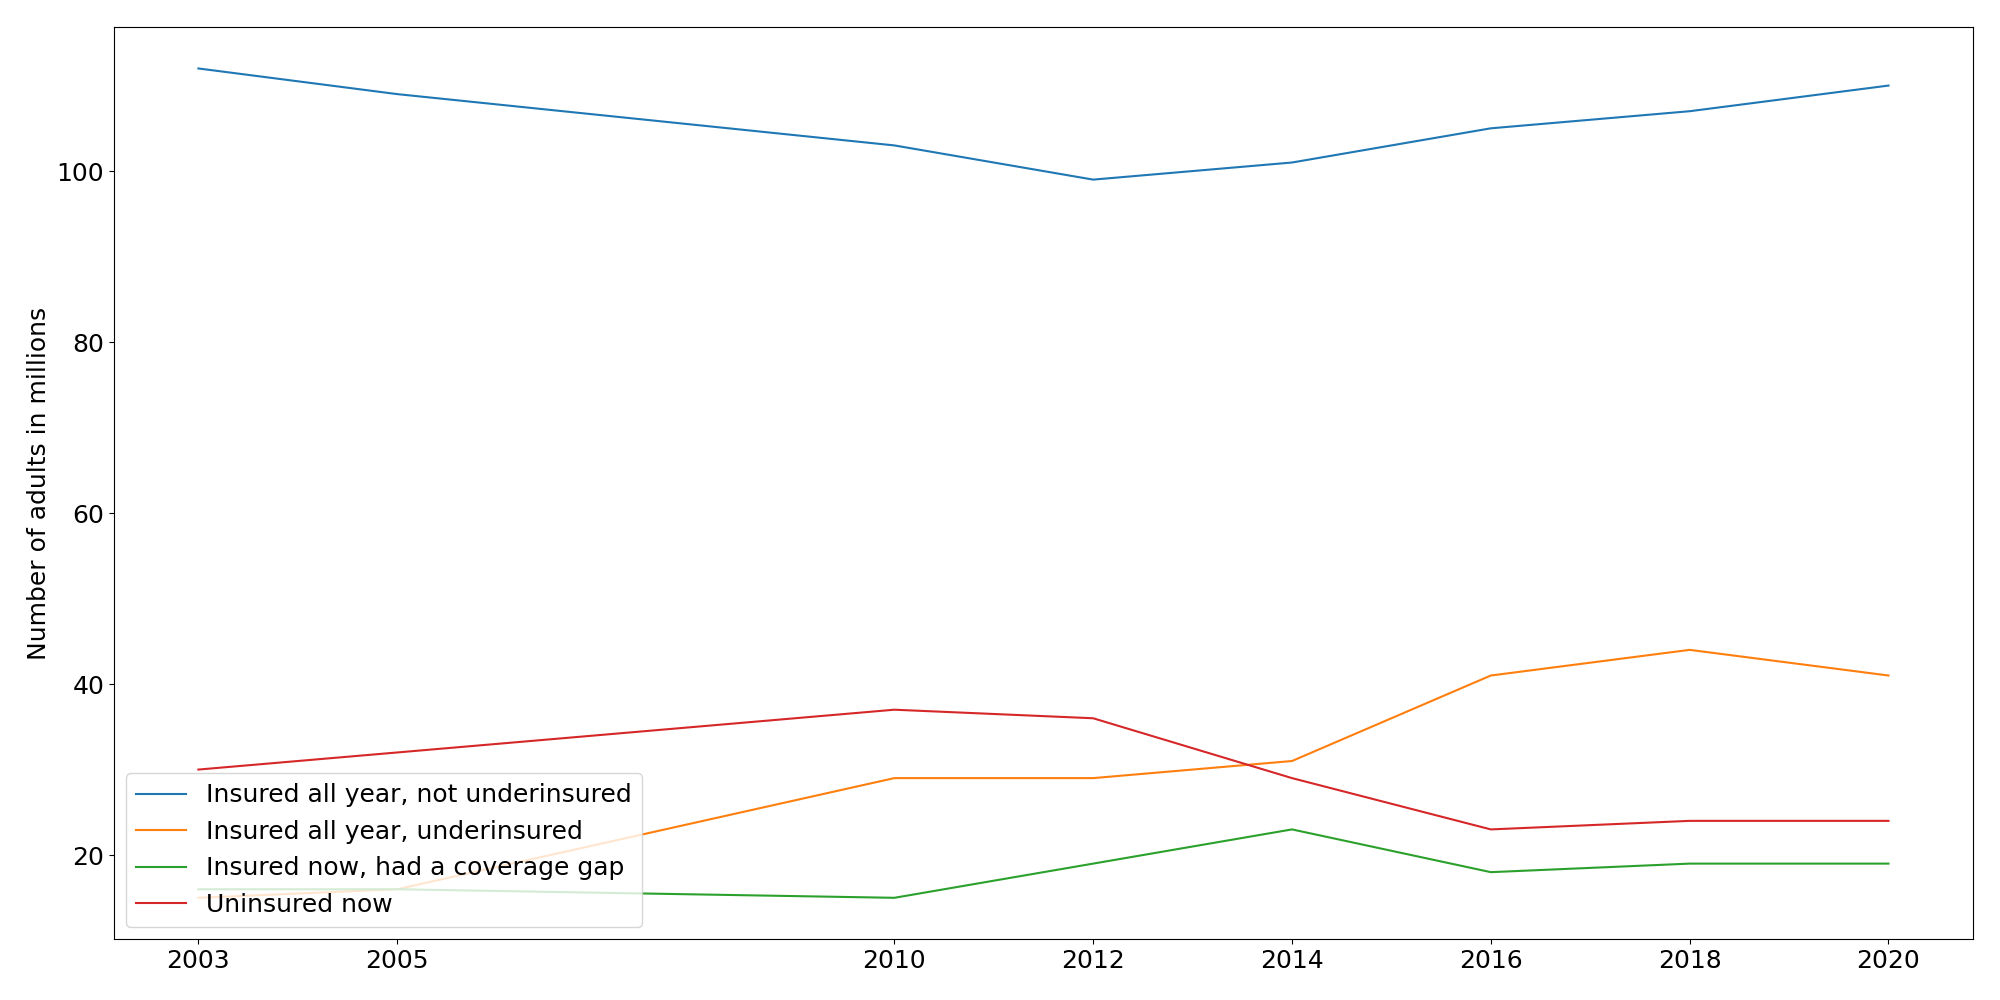 Number of adults in millions
100
80
60
40
20
Insured all year, not underinsured
Insured all year, underinsured
Insured now, had a coverage gap
Uninsured now
2003 2005 2010 2012 2014 2016 2018 2020